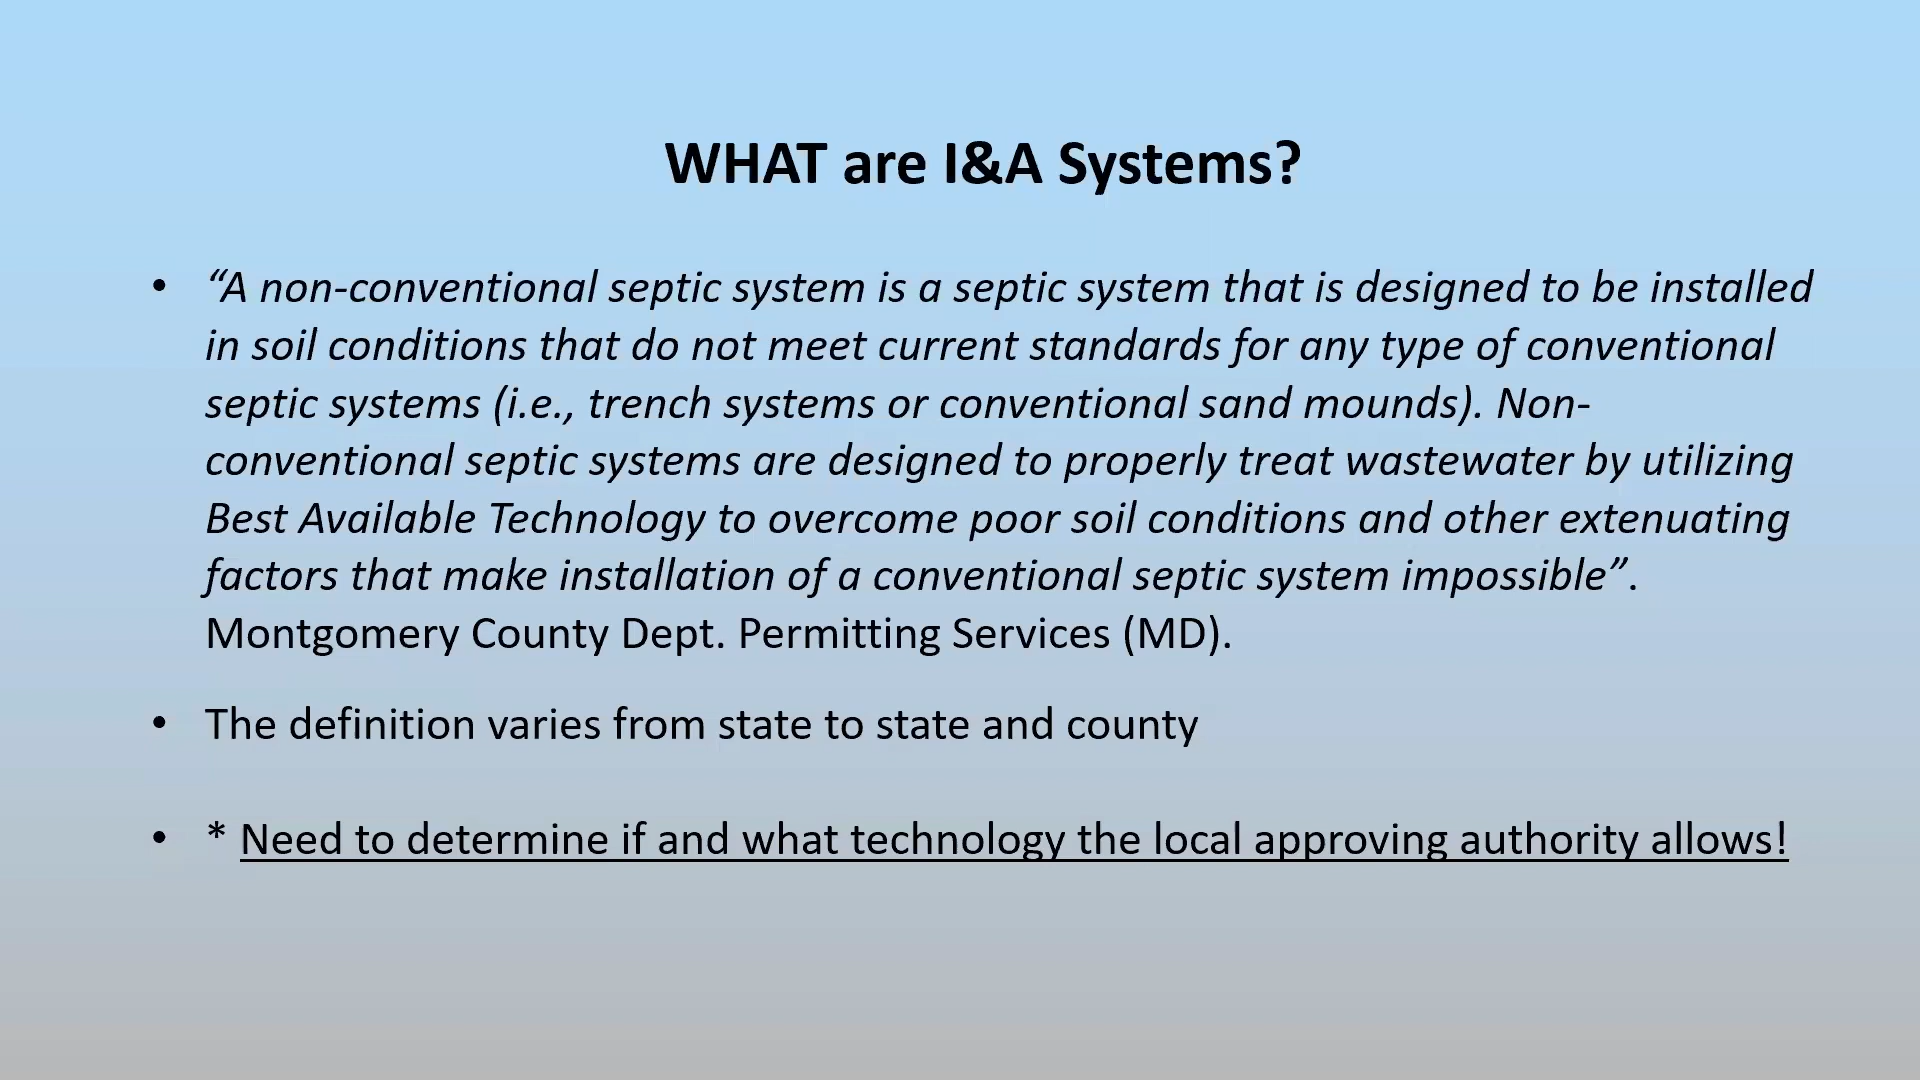 WHAT are I&A Systems?
• “A non-conventional septic system is a septic system that is designed to be installed
in soil conditions that do not meet current standards for any type of conventional
septic systems (i.e., trench systems or conventional sand mounds). Non-
conventional septic systems are designed to properly treat wastewater by utilizing
Best Available Technology to overcome poor soil conditions and other extenuating
factors that make installation of a conventional septic system impossible”.
Montgomery County Dept. Permitting Services (MD).
• The definition varies from state to state and county
• * Need to determine if and what technology the local approving authority allows!